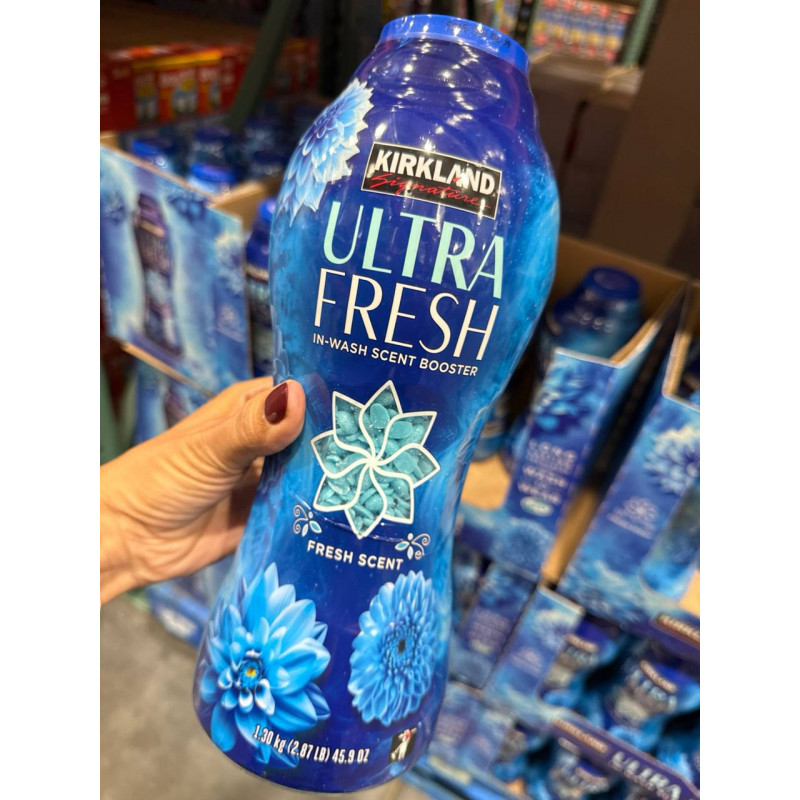 KIRKLAND
Signature
ULTRA
FRESH
IN-WASH SCENT BOOSTER
FRESH SCENT
1.30 kg (2.87 LB) 45.9 OZ
ULTRA